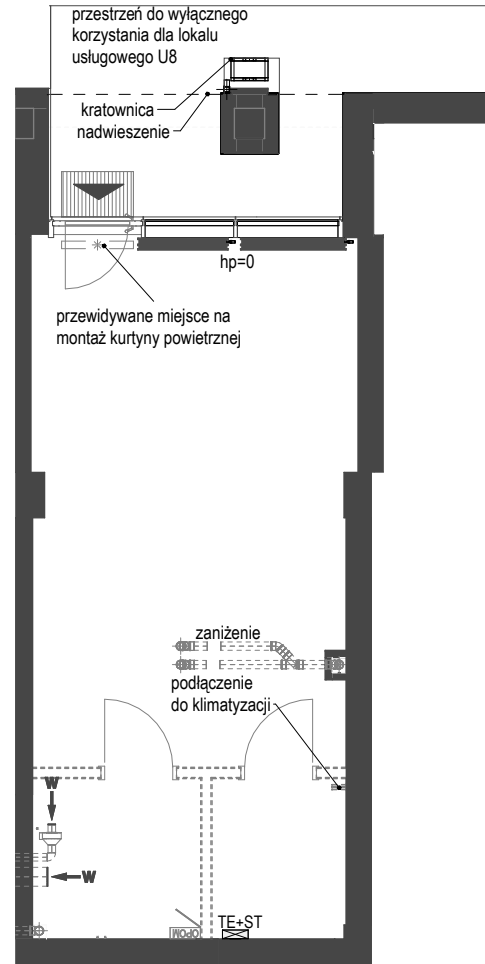 przestrzeń do wyłącznego
korzystania dla lokalu
usługowego U8
kratownica
nadwieszenie
hp=0
przewidywane miejsce na
montaż kurtyny powietrznej
zaniżenie
podłączenie
do klimatyzacji
W
W
OPOM
TE+ST